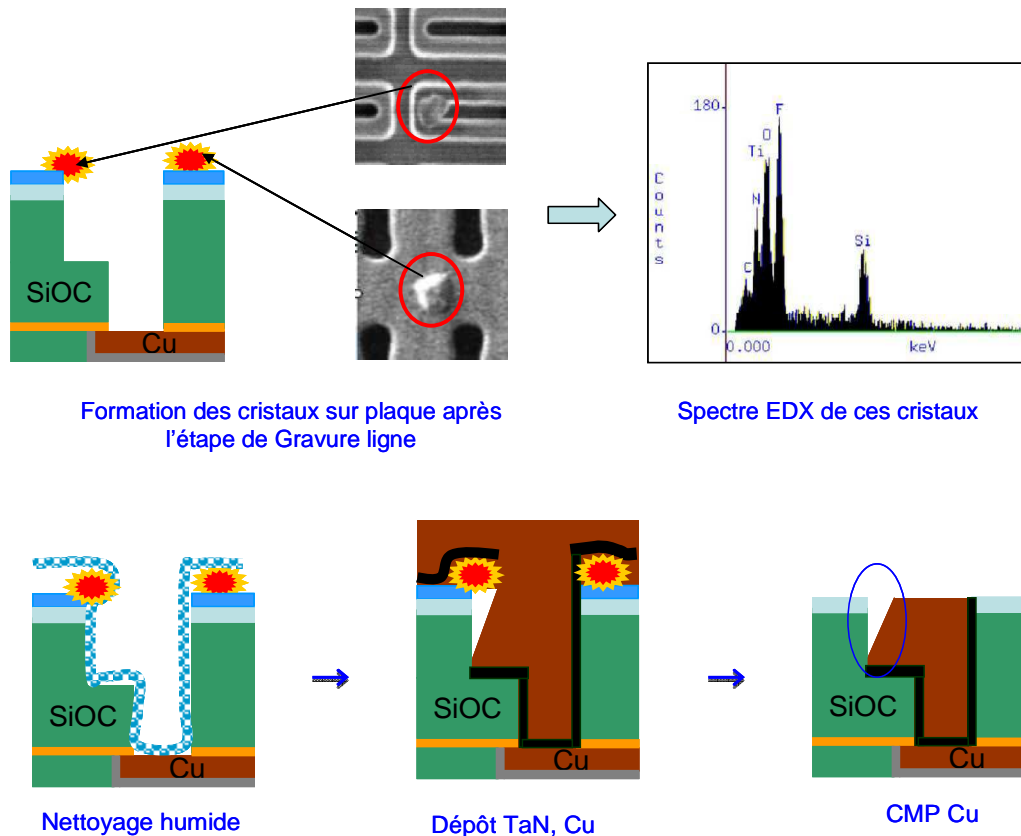 SiOC
Cu
180
0
Counts
C
N
Ti
O
F
Si
0.000
keV
Formation des cristaux sur plaque après
l'étape de Gravure ligne
Spectre EDX de ces cristaux
SiOC
Cu
Nettoyage humide
SiOC
Cu
Dépôt TaN, Cu
SiOC
Cu
CMP Cu